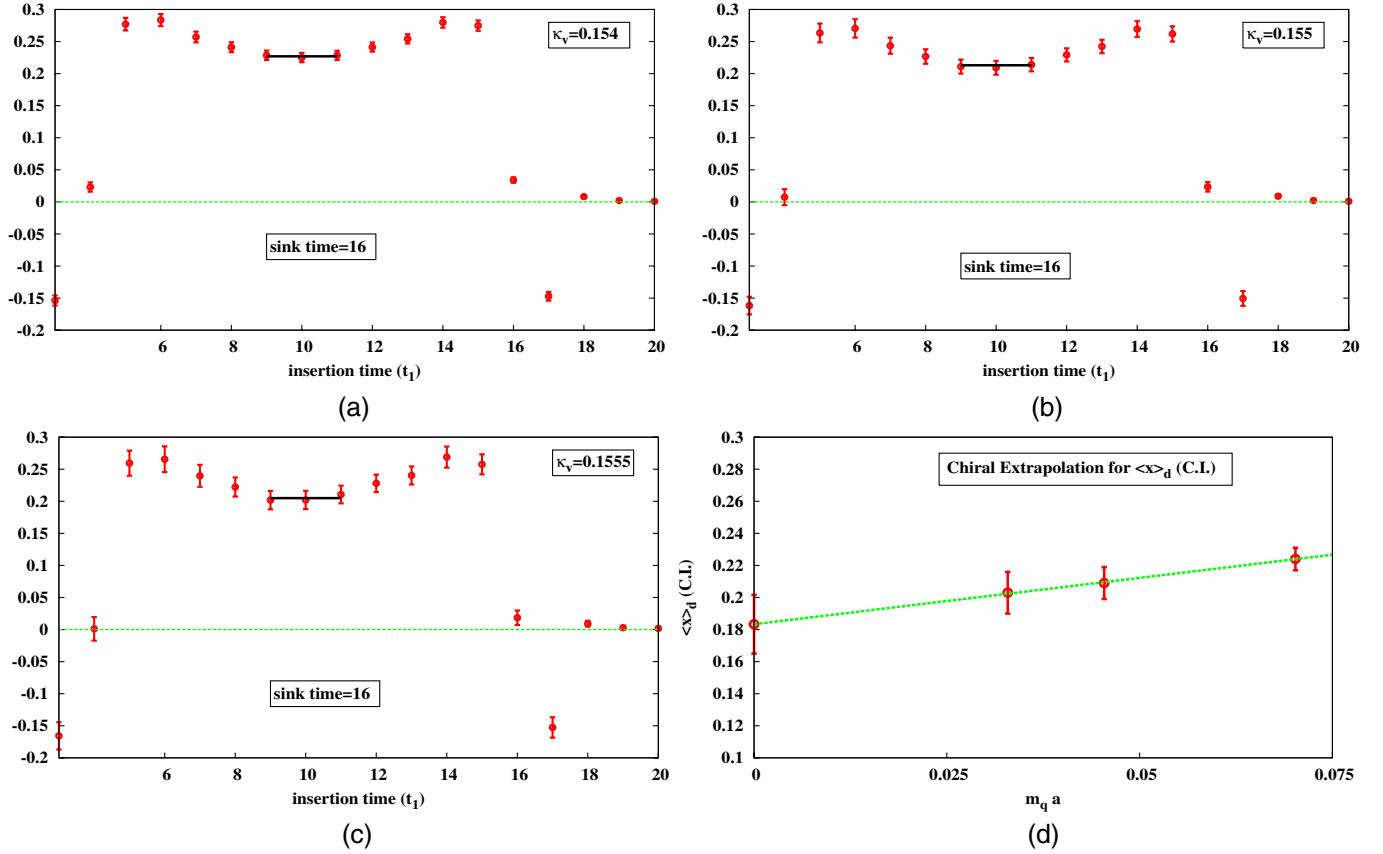 0.3
0.25
0.2
0.15
0.1
0.05
0
-0.05
-0.1
-0.15
-0.2
κv=0.154
sink time=16
6 8 10 12 14 16 18 20
insertion time (t1)
(a)
0.3
0.25
0.2
0.15
0.1
0.05
0
-0.05
-0.1
-0.15
-0.2
κv=0.155
sink time=16
6 8 10 12 14 16 18 20
insertion time (t1)
(b)
0.3
0.25
0.2
0.15
0.1
0.05
0
-0.05
-0.1
-0.15
-0.2
κv=0.1555
sink time=16
6 8 10 12 14 16 18 20
insertion time (t1)
(c)
<x>d (C.I.)
0.3
0.28
0.26
0.24
0.22
0.2
0.18
0.16
0.14
0.12
0.1
Chiral Extrapolation for <x>d (C.I.)
0 0.025 0.05 0.075
mq a
(d)